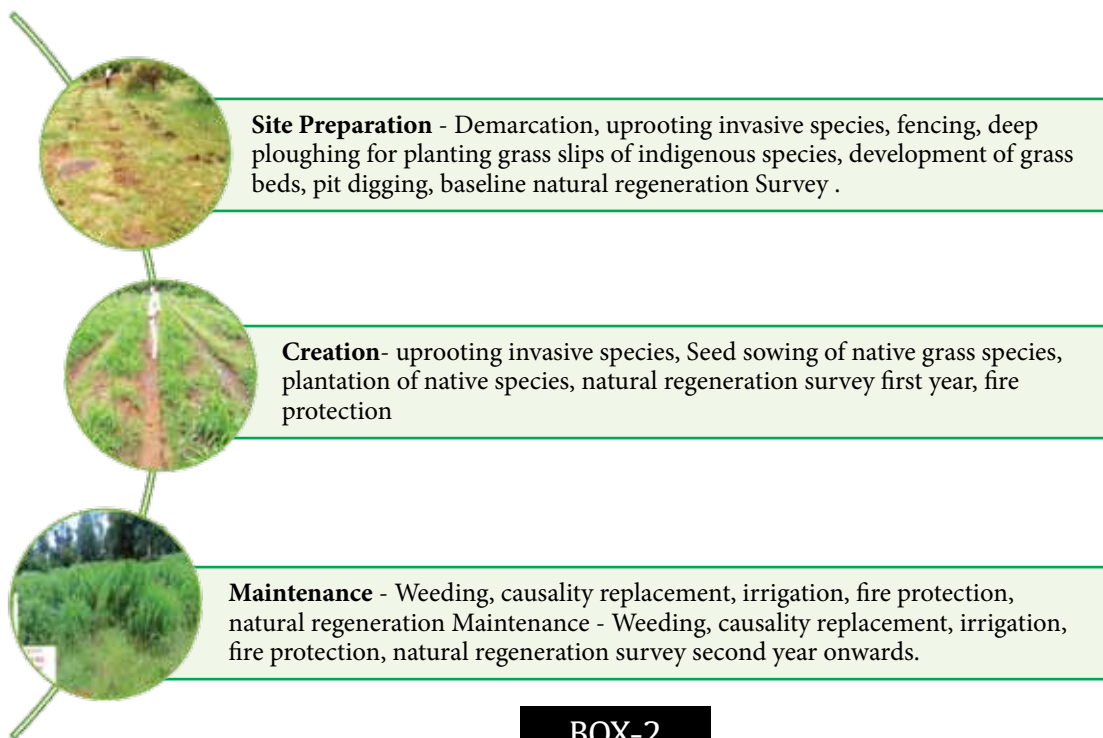 Site Preparation - Demarcation, uprooting invasive species, fencing, deep
ploughing for planting grass slips of indigenous species, development of grass
beds, pit digging, baseline natural regeneration Survey .
Creation- uprooting invasive species, Seed sowing of native grass species,
plantation of native species, natural regeneration survey first year, fire
protection
Maintenance - Weeding, causality replacement, irrigation, fire protection,
natural regeneration Maintenance - Weeding, causality replacement, irrigation,
fire protection, natural regeneration survey second year onwards.
BOX-2